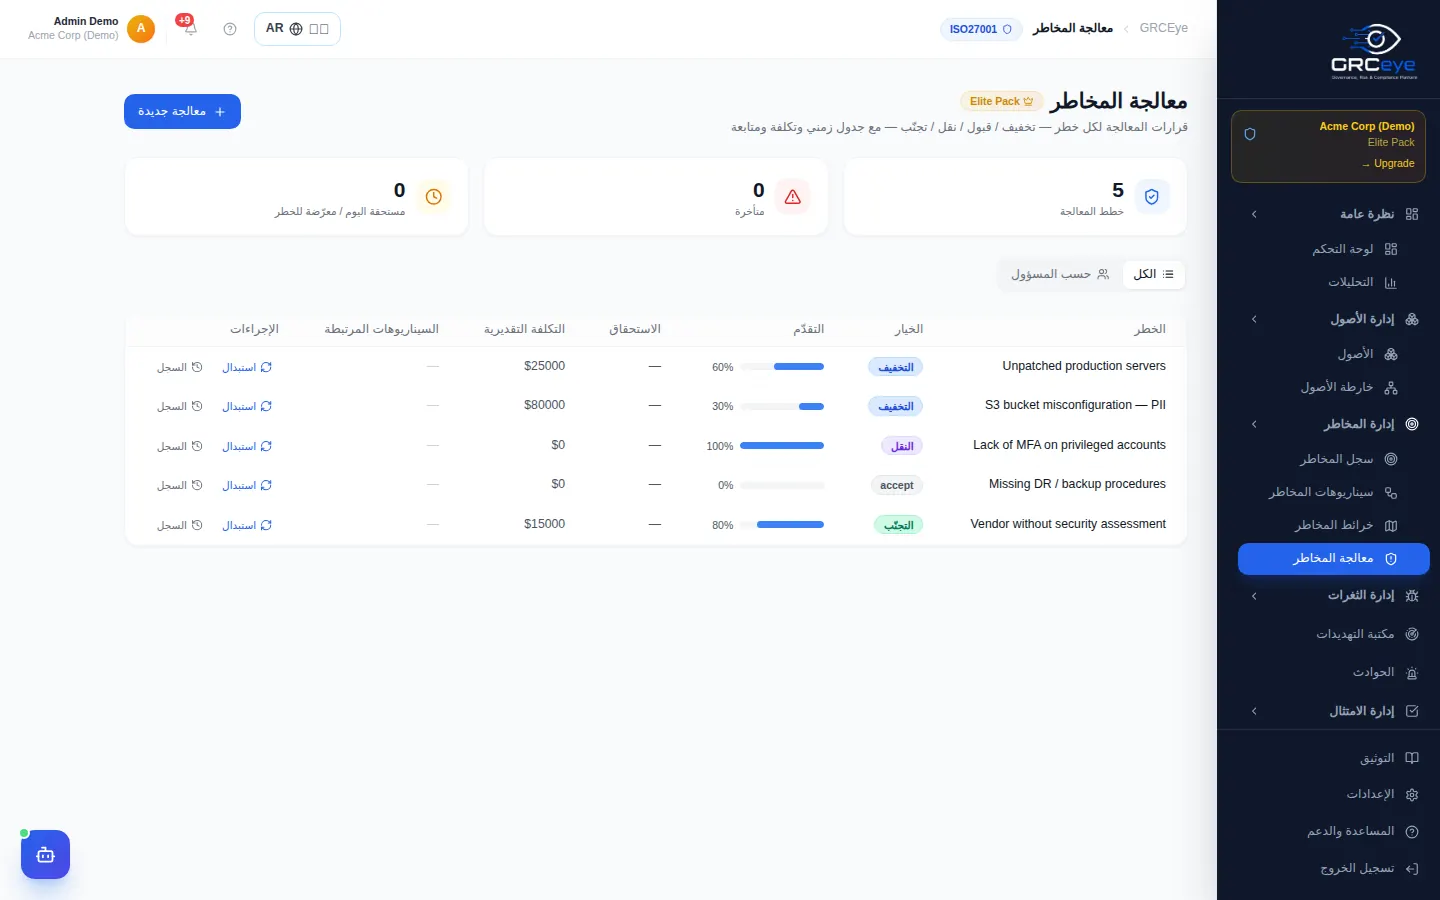 GRCeye
Governance, Risk & Compliance Platform
Acme Corp (Demo)
Elite Pack
→ Upgrade
نظرة عامة
لوحة التحكم
التحليلات
إدارة الأصول
الأصول
خارطة الأصول
إدارة المخاطر
سجل المخاطر
سيناريوهات المخاطر
خرائط المخاطر
معالجة المخاطر
إدارة الثغرات
مكتبة التهديدات
الحوادث
إدارة الامتثال
التوثيق
الإعدادات
المساعدة والدعم
تسجيل الخروج
GRCEye
معالجة المخاطر
ISO27001
AR
+9
A
Admin Demo
Acme Corp (Demo)
معالجة المخاطر
Elite Pack
قرارات المعالجة لكل خطر — تخفيف / قبول / نقل / تجنّب — مع جدول زمني وتكلفة ومتابعة
معالجة جديدة
5
خطط المعالجة
0
متأخرة
0
مستحقة اليوم / معرّضة للخطر
الكل
حسب المسؤول
الخطر الخيار التقدّم الاستحقاق التكلفة التقديرية السيناريوهات المرتبطة الإجراءات
Unpatched production servers التخفيف 60% — $25000 — استبدال السجل
S3 bucket misconfiguration — PII التخفيف 30% — $80000 — استبدال السجل
Lack of MFA on privileged accounts النقل 100% — $0 — استبدال السجل
Missing DR / backup procedures accept 0% — $0 — استبدال السجل
Vendor without security assessment التجنّب 80% — $15000 — استبدال السجل